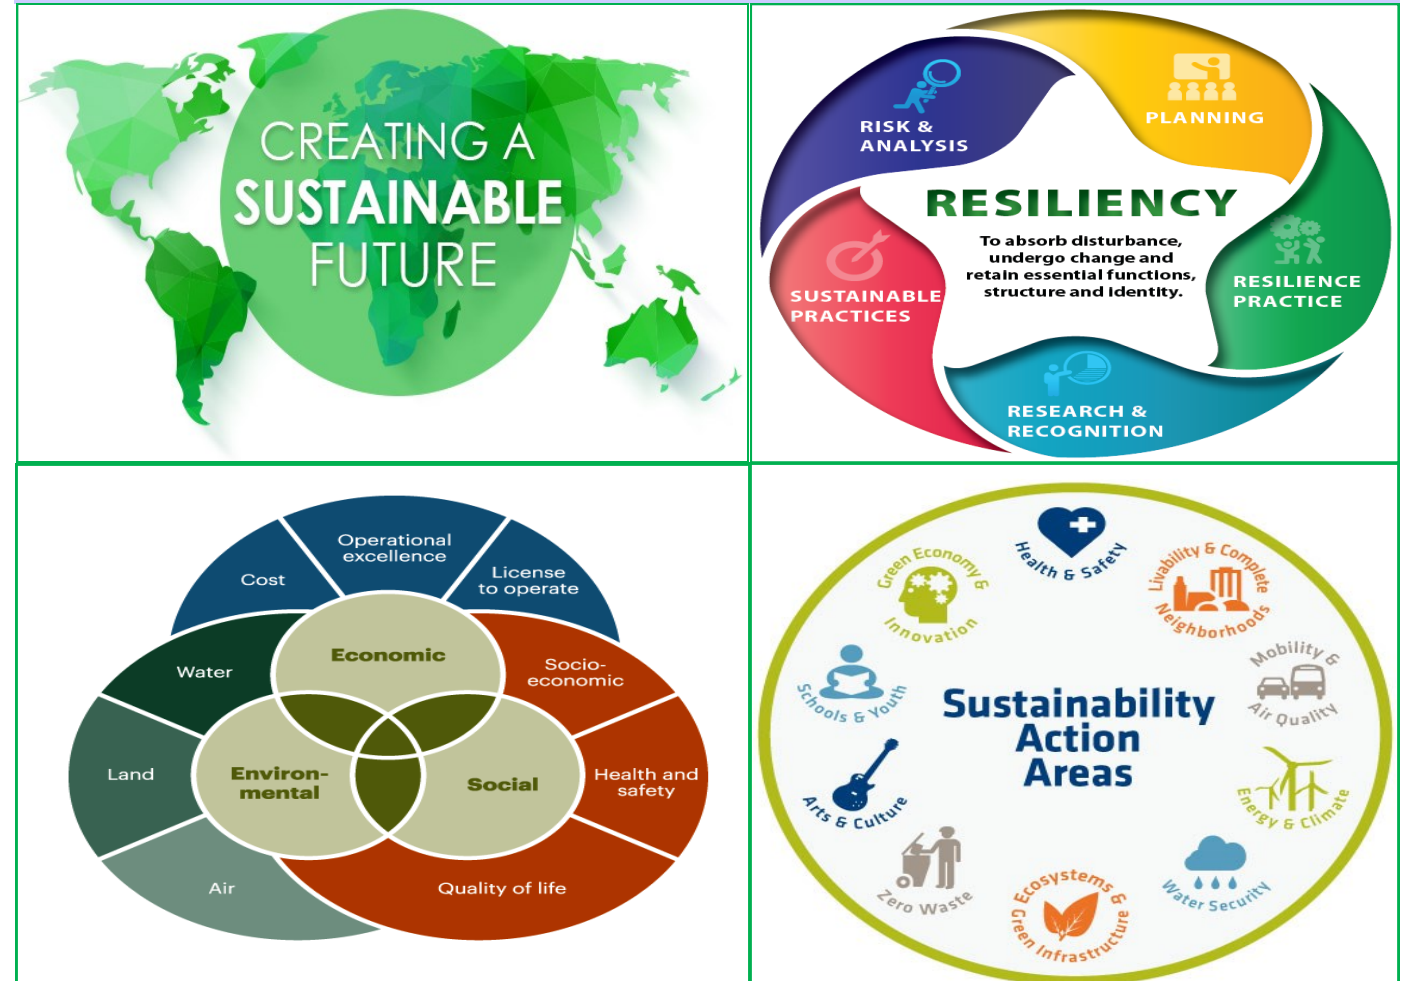 CREATING A
SUSTAINABLE
FUTURE
RISK &
ANALYSIS
PLANNING
RESILIENCY
To absorb disturbance,
undergo change and
retain essential functions,
structure and identity.
SUSTAINABLE
PRACTICES
RESILIENCE
PRACTICE
RESEARCH &
RECOGNITION
Operational
excellence
Cost
License
to operate
Economic
Water
Socio-
economic
Land
Environ-
mental
Social
Health and
safety
Air
Quality of life
Health & Safety
Green Economy &
Innovation
Livability & Complete
Neighborhoods
Mobility &
Air Quality
Schools & Youth
Sustainability
Action
Areas
Arts & Culture
Energy & Climate
Zero Waste
Water Security
Ecosystems &
Green Infrastructure